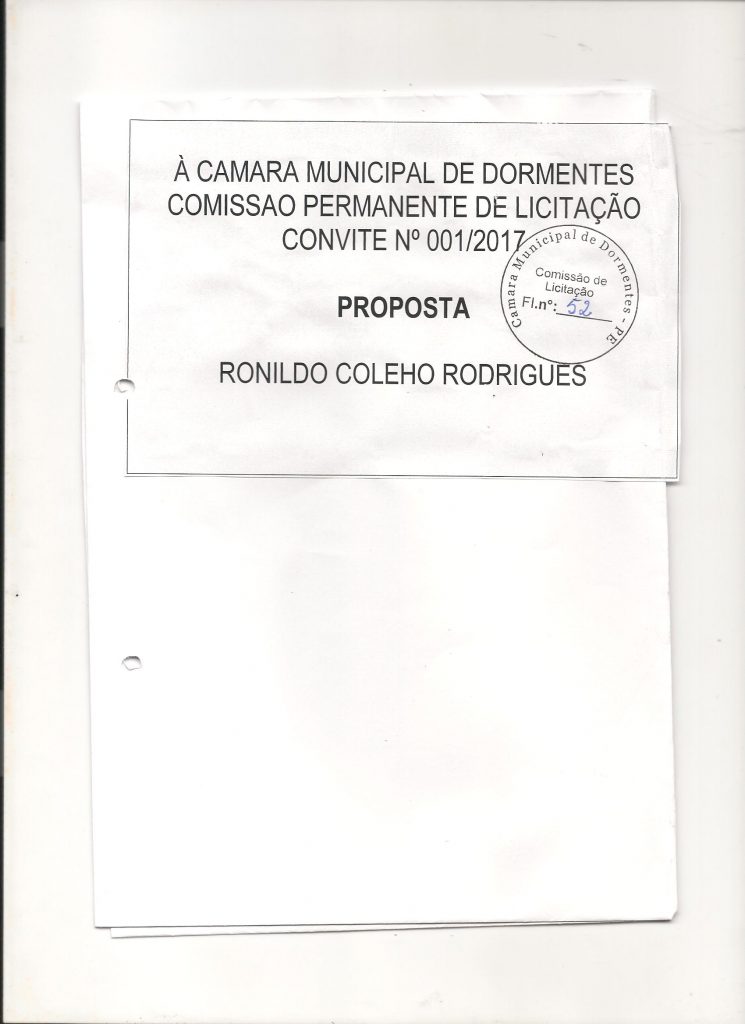 À CAMARA MUNICIPAL DE DORMENTES
COMISSAO PERMANENTE DE LICITAÇÃO
CONVITE Nº 001/2017
PROPOSTA
RONILDO COLEHO RODRIGUES
Camara Municipal de Dormentes - PE
Comissão de
Licitação
Fl.nº: 52